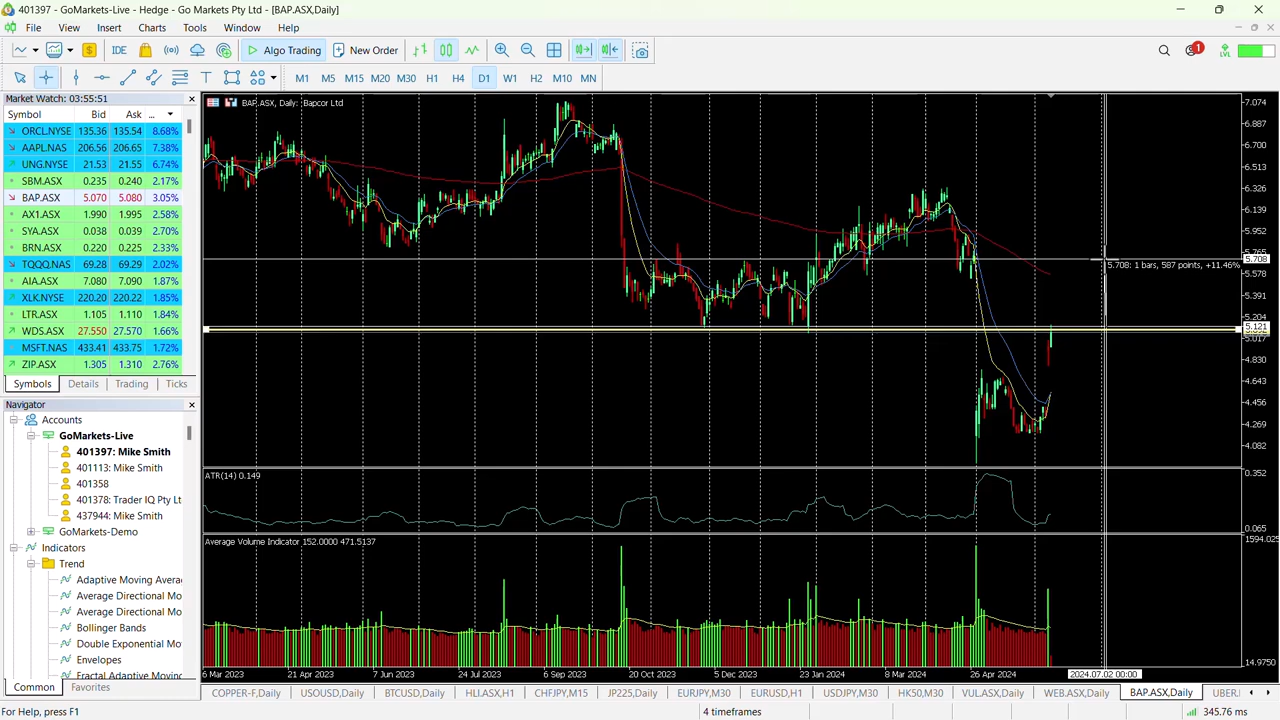 401397 - GoMarkets-Live - Hedge - Go Markets Pty Ltd - [BAP.ASX,Daily]
File View Insert Charts Tools Window Help
IDE Algo Trading New Order 1 LVL
T M1 M5 M15 M20 M30 H1 H4 D1 W1 H2 M10 MN
Market Watch: 03:55:51
Symbol Bid Ask ...
ORCL.NYSE 135.36 135.54 8.68%
AAPL.NAS 206.56 206.65 7.38%
UNG.NYSE 21.53 21.55 6.74%
SBM.ASX 0.235 0.240 2.17%
BAP.ASX 5.070 5.080 3.05%
AX1.ASX 1.990 1.995 2.58%
SYA.ASX 0.038 0.039 2.70%
BRN.ASX 0.220 0.225 2.33%
TQQQ.NAS 69.28 69.29 2.02%
AIA.ASX 7.080 7.090 1.87%
XLK.NYSE 220.20 220.22 1.85%
LTR.ASX 1.105 1.110 1.84%
WDS.ASX 27.550 27.570 1.66%
MSFT.NAS 433.41 433.75 1.72%
ZIP.ASX 1.305 1.310 2.76%
Symbols Details Trading Ticks
Navigator
Accounts
GoMarkets-Live
401397: Mike Smith
401113: Mike Smith
401358
401378: Trader IQ Pty Lt
437944: Mike Smith
GoMarkets-Demo
Indicators
Trend
Adaptive Moving Avera
Average Directional Mo
Average Directional Mo
Bollinger Bands
Double Exponential Mo
Envelopes
Fractal Adaptive Moving
Common Favorites
BAP.ASX, Daily: Bapcor Ltd
7.074
6.887
6.700
6.513
6.326
6.139
5.952
5.765
5.708
5.708: 1 bars, 587 points, +11.46%
5.578
5.391
5.204
5.121
5.017
4.830
4.643
4.456
4.269
4.082
ATR(14) 0.149
0.352
0.065
Average Volume Indicator 152.0000 471.5137
1994.025
14.9750
6 Mar 2023 21 Apr 2023 7 Jun 2023 24 Jul 2023 6 Sep 2023 20 Oct 2023 5 Dec 2023 23 Jan 2024 8 Mar 2024 26 Apr 2024 2024.07.02 00:00
COPPER-F,Daily USOUSD,Daily BTCUSD,Daily HLI.ASX,H1 CHFJPY,M15 JP225,Daily EURJPY,M30 EURUSD,H1 USDJPY,M30 HK50,M30 VUL.ASX,Daily WEB.ASX,Daily BAP.ASX,Daily UBER.
For Help, press F1 4 timeframes 345.76 ms